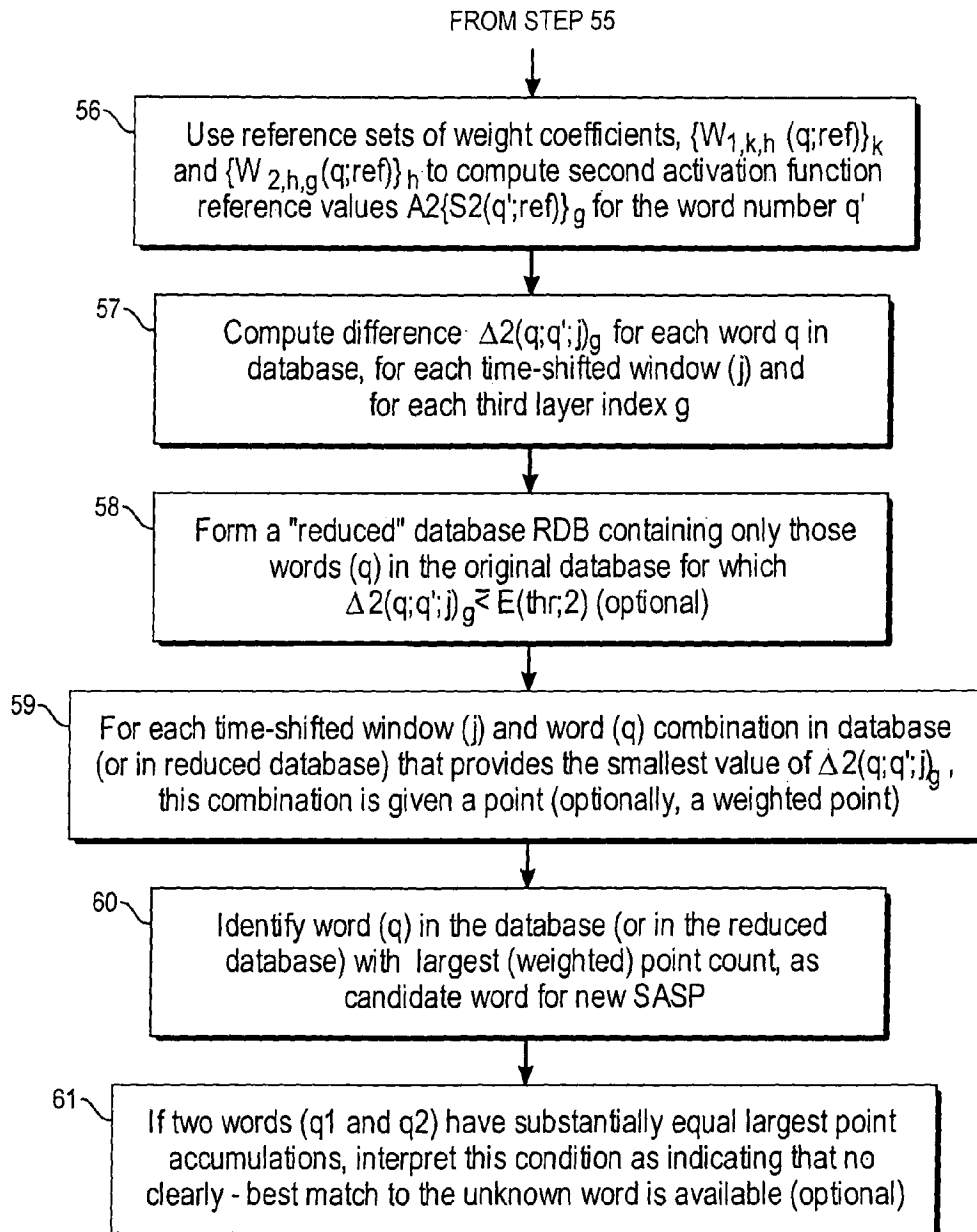 FROM STEP 55
56
Use reference sets of weight coefficients, {W1,k,h (q;ref)}k
and {W2,h,g(q;ref)}h to compute second activation function
reference values A2{S2(q';ref)}g for the word number q'
57
Compute difference Δ2(q;q';j)g for each word q in
database, for each time-shifted window (j) and
for each third layer index g
58
Form a "reduced" database RDB containing only those
words (q) in the original database for which
Δ2(q;q';j)g ≤ E(thr;2) (optional)
59
For each time-shifted window (j) and word (q) combination in database
(or in reduced database) that provides the smallest value of Δ2(q;q';j)g ,
this combination is given a point (optionally, a weighted point)
60
Identify word (q) in the database (or in the reduced
database) with largest (weighted) point count, as
candidate word for new SASP
61
If two words (q1 and q2) have substantially equal largest point
accumulations, interpret this condition as indicating that no
clearly - best match to the unknown word is available (optional)